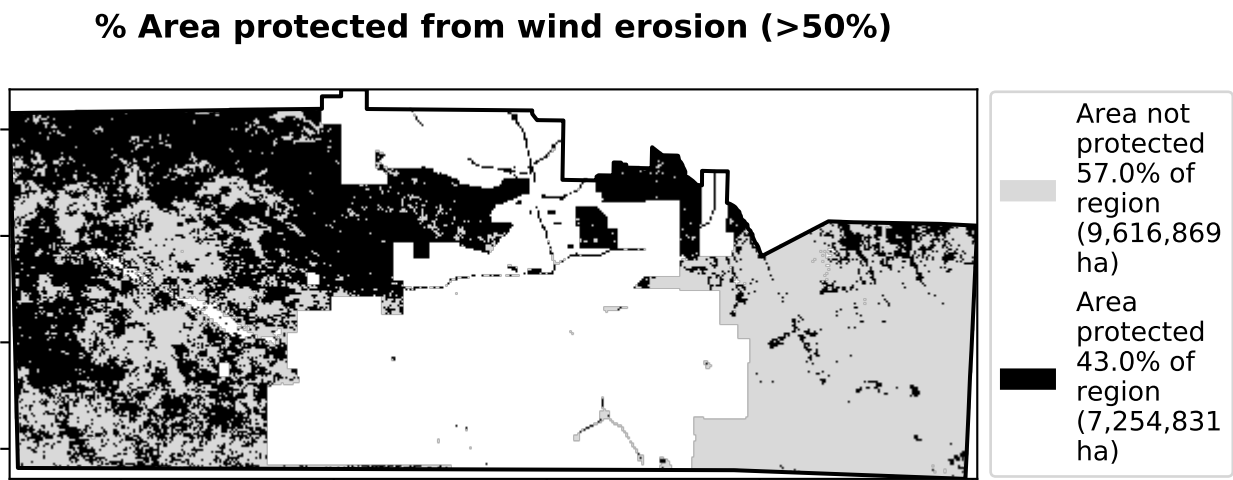 % Area protected from wind erosion (>50%)
Area not
protected
57.0% of
region
(9,616,869
ha)
Area
protected
43.0% of
region
(7,254,831
ha)